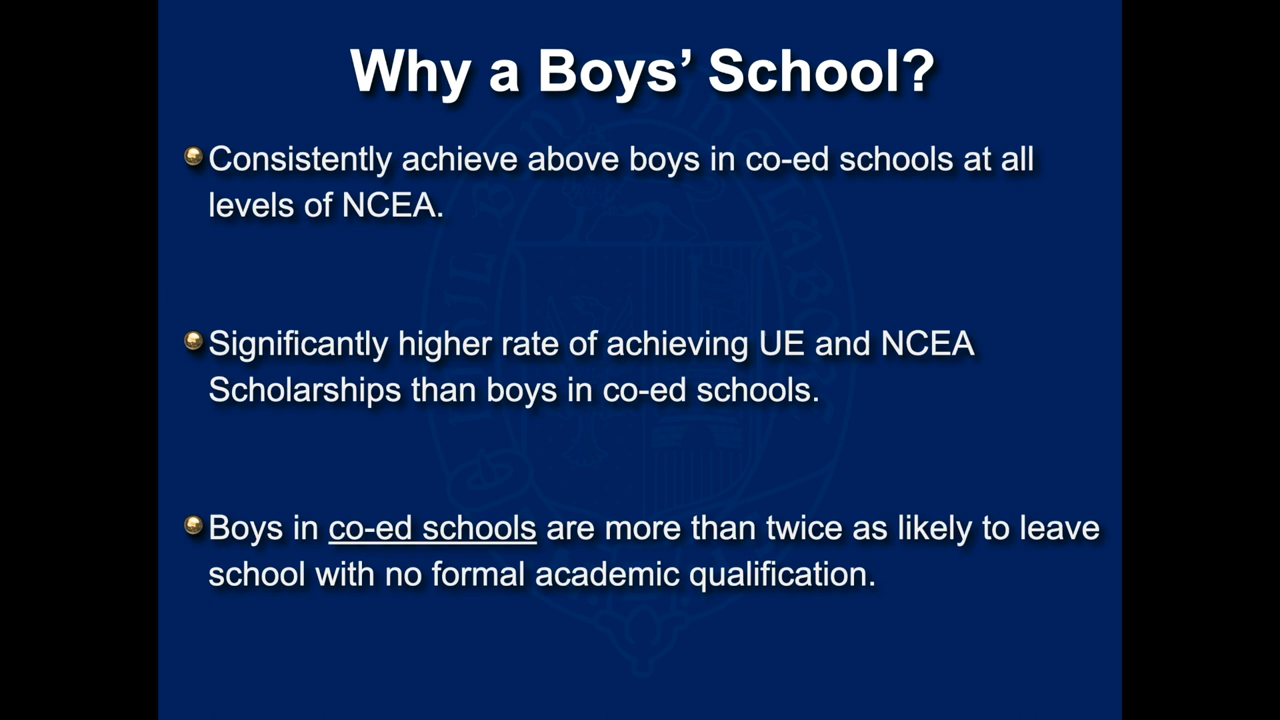 Why a Boys’ School?
Consistently achieve above boys in co-ed schools at all
levels of NCEA.
Significantly higher rate of achieving UE and NCEA
Scholarships than boys in co-ed schools.
Boys in co-ed schools are more than twice as likely to leave
school with no formal academic qualification.